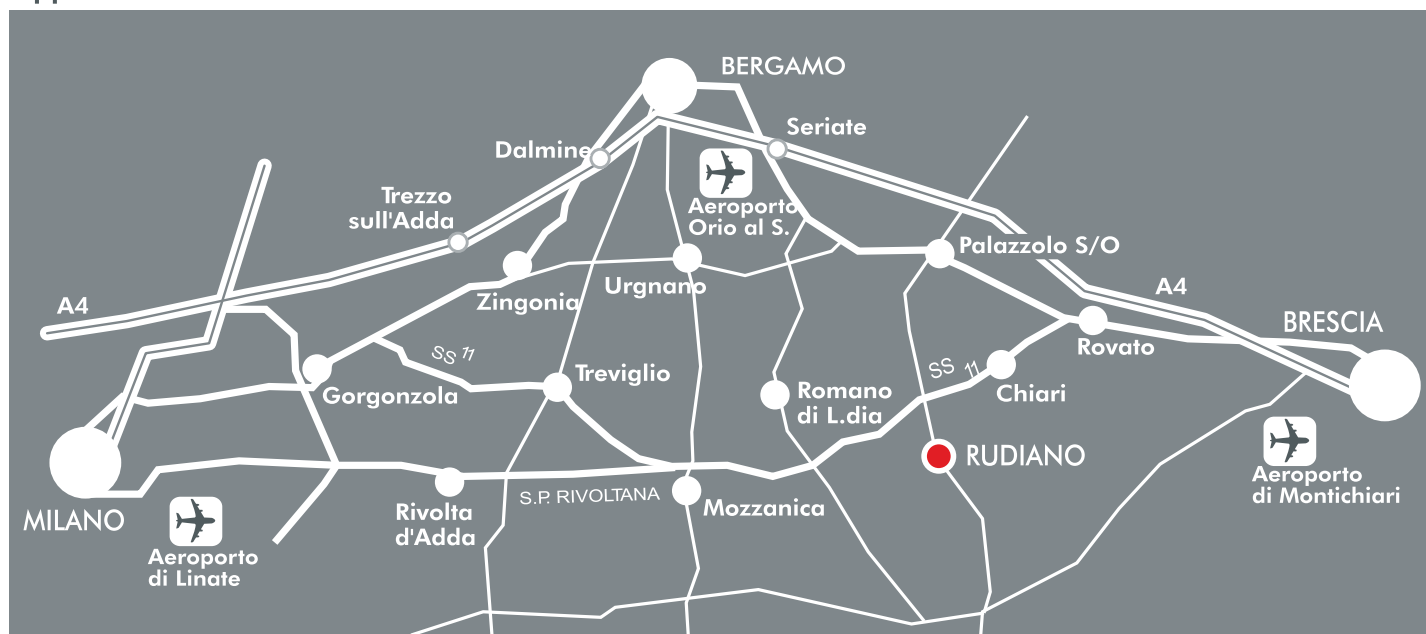 BERGAMO
Seriate
Dalmine
Trezzo
sull'Adda
Aeroporto
Orio al S.
Palazzolo S/O
Zingonia
Urgnano
A4
A4
BRESCIA
Rovato
SS 11
SS 11
Treviglio
Gorgonzola
Romano
di L.dia
Chiari
RUDIANO
Aeroporto
di Montichiari
S.P. RIVOLTANA
Mozzanica
MILANO
Rivolta
d'Adda
Aeroporto
di Linate